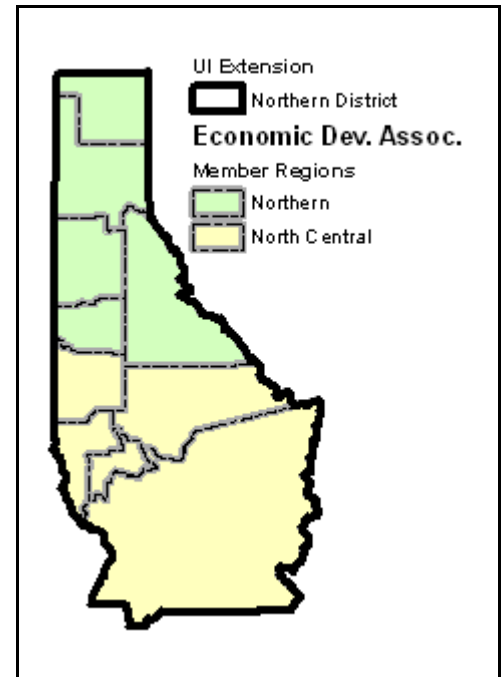 UI Extension
Northern District
Economic Dev. Assoc.
Member Regions
Northern
North Central